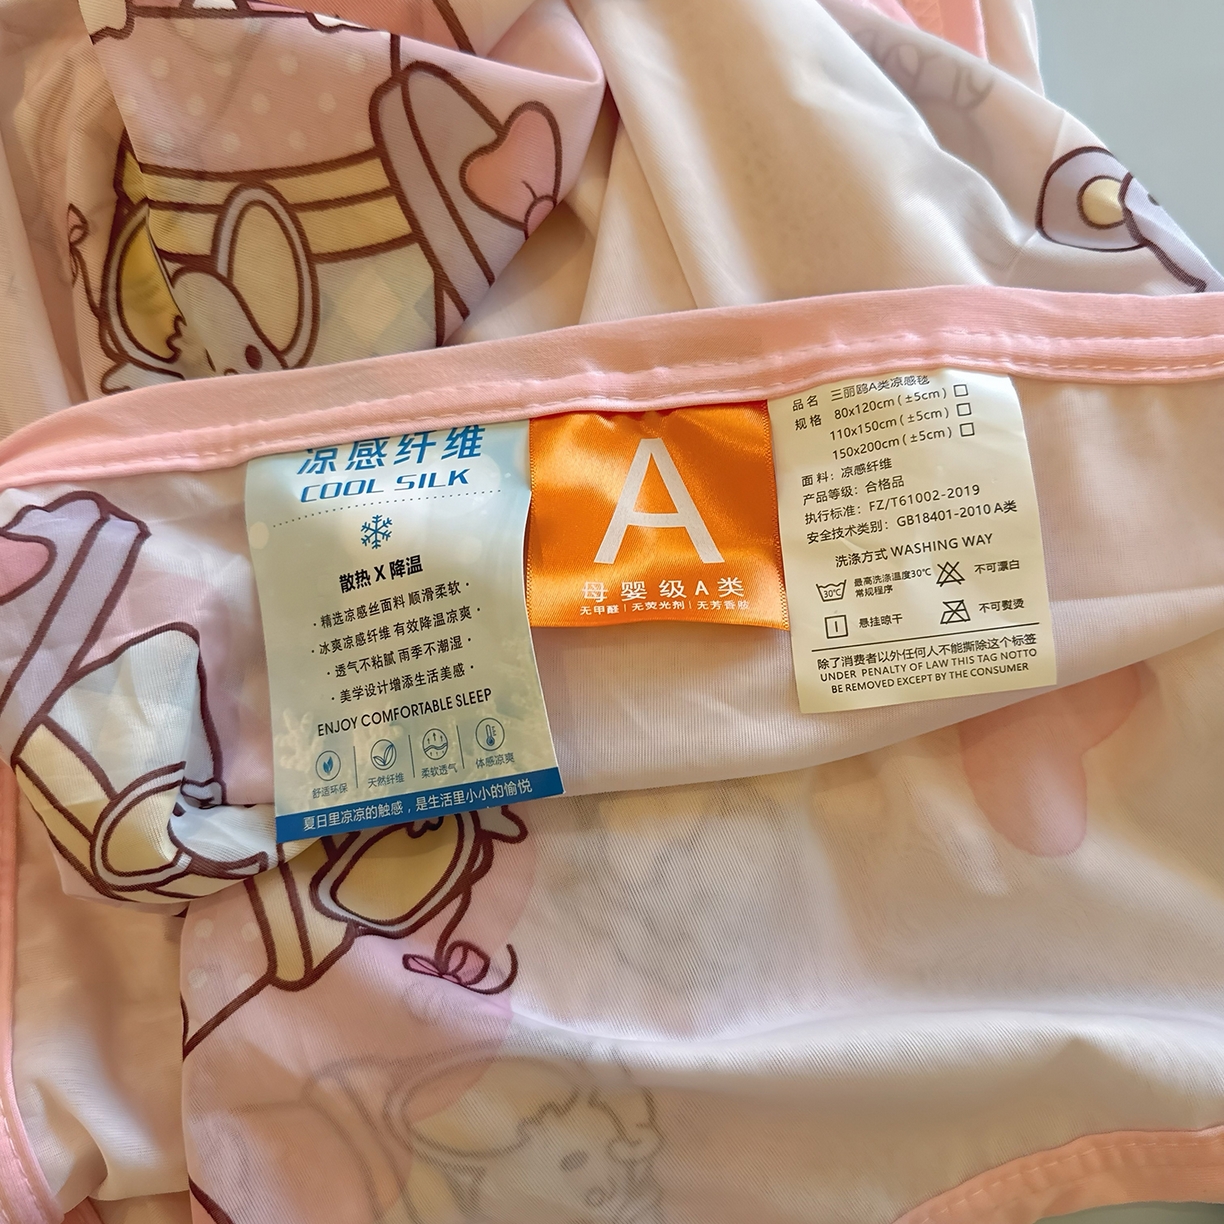 凉感纤维
COOL SILK
散热 X 降温
· 精选凉感丝面料 顺滑柔软 ·
· 冰爽凉感纤维 有效降温凉爽 ·
· 透气不粘腻 雨季不潮湿 ·
· 美学设计增添生活美感 ·
ENJOY COMFORTABLE SLEEP
舒适环保 天然纤维 柔软透气 体感凉爽
夏日里凉凉的触感，是生活里小小的愉悦
A
母婴级A类
无甲醛 | 无荧光剂 | 无芳香胺
品名 三丽鸥A类凉感毯
规格 80x120cm ( ±5cm) □
110x150cm ( ±5cm) □
150x200cm ( ±5cm) □
面料: 凉感纤维
产品等级: 合格品
执行标准: FZ/T61002-2019
安全技术类别: GB18401-2010 A类
洗涤方式 WASHING WAY
30℃ 最高洗涤温度30℃ 常规程序 不可漂白
悬挂晾干 不可熨烫
除了消费者以外任何人不能撕除这个标签
UNDER PENALTY OF LAW THIS TAG NOTTO
BE REMOVED EXCEPT BY THE CONSUMER